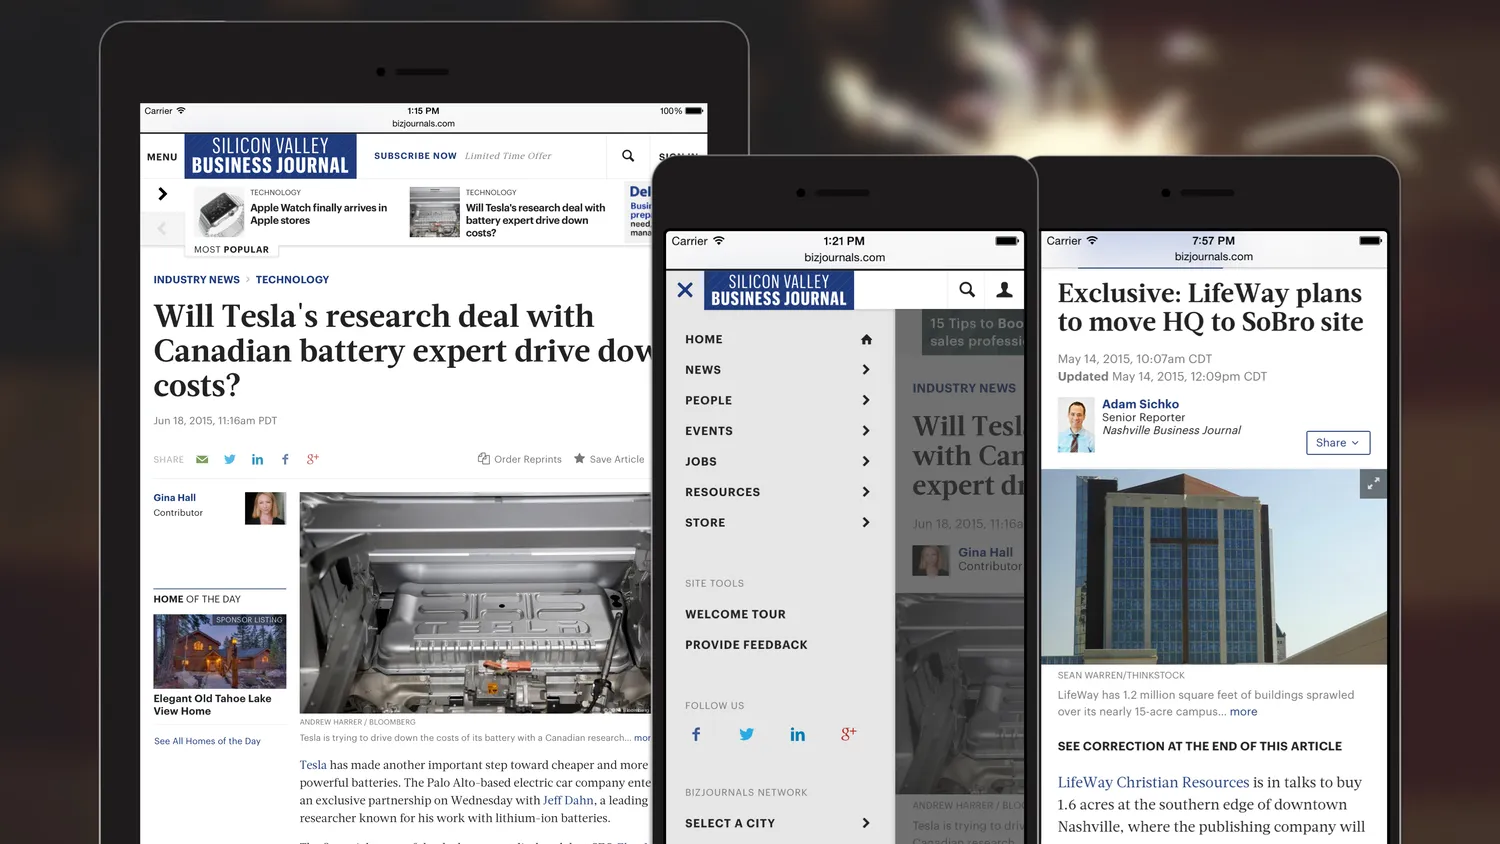 Carrier
1:15 PM
100%
bizjournals.com
MENU
SILICON VALLEY
BUSINESS JOURNAL
SUBSCRIBE NOW Limited Time Offer
SIGN IN
TECHNOLOGY
Apple Watch finally arrives in
Apple stores
TECHNOLOGY
Will Tesla's research deal with
battery expert drive down
costs?
Del
Busin
prepa
need.
mana
MOST POPULAR
INDUSTRY NEWS > TECHNOLOGY
Will Tesla's research deal with
Canadian battery expert drive dow
costs?
Jun 18, 2015, 11:16am PDT
SHARE
Order Reprints
Save Article
Gina Hall
Contributor
HOME OF THE DAY
SPONSOR LISTING
Elegant Old Tahoe Lake
View Home
See All Homes of the Day
TESLA
ANDREW HARRER / BLOOMBERG
Tesla is trying to drive down the costs of its battery with a Canadian research... mor
Tesla has made another important step toward cheaper and more
powerful batteries. The Palo Alto-based electric car company ente
an exclusive partnership on Wednesday with Jeff Dahn, a leading
researcher known for his work with lithium-ion batteries.
Carrier
1:21 PM
bizjournals.com
SILICON VALLEY
BUSINESS JOURNAL
HOME
NEWS
PEOPLE
EVENTS
JOBS
RESOURCES
STORE
SITE TOOLS
WELCOME TOUR
PROVIDE FEEDBACK
FOLLOW US
BIZJOURNALS NETWORK
SELECT A CITY
15 Tips to Boo
sales professi
INDUSTRY NEWS
Will Tesl
with Can
expert dr
Jun 18, 2015, 11:16a
Gina Hall
Contributor
ANDREW HARRER / BLOO
Tesla is trying to driv
Canadian research
Carrier
7:57 PM
bizjournals.com
Exclusive: LifeWay plans
to move HQ to SoBro site
May 14, 2015, 10:07am CDT
Updated May 14, 2015, 12:09pm CDT
Adam Sichko
Senior Reporter
Nashville Business Journal
Share
SEAN WARREN/THINKSTOCK
LifeWay has 1.2 million square feet of buildings sprawled
over its nearly 15-acre campus... more
SEE CORRECTION AT THE END OF THIS ARTICLE
LifeWay Christian Resources is in talks to buy
1.6 acres at the southern edge of downtown
Nashville, where the publishing company will